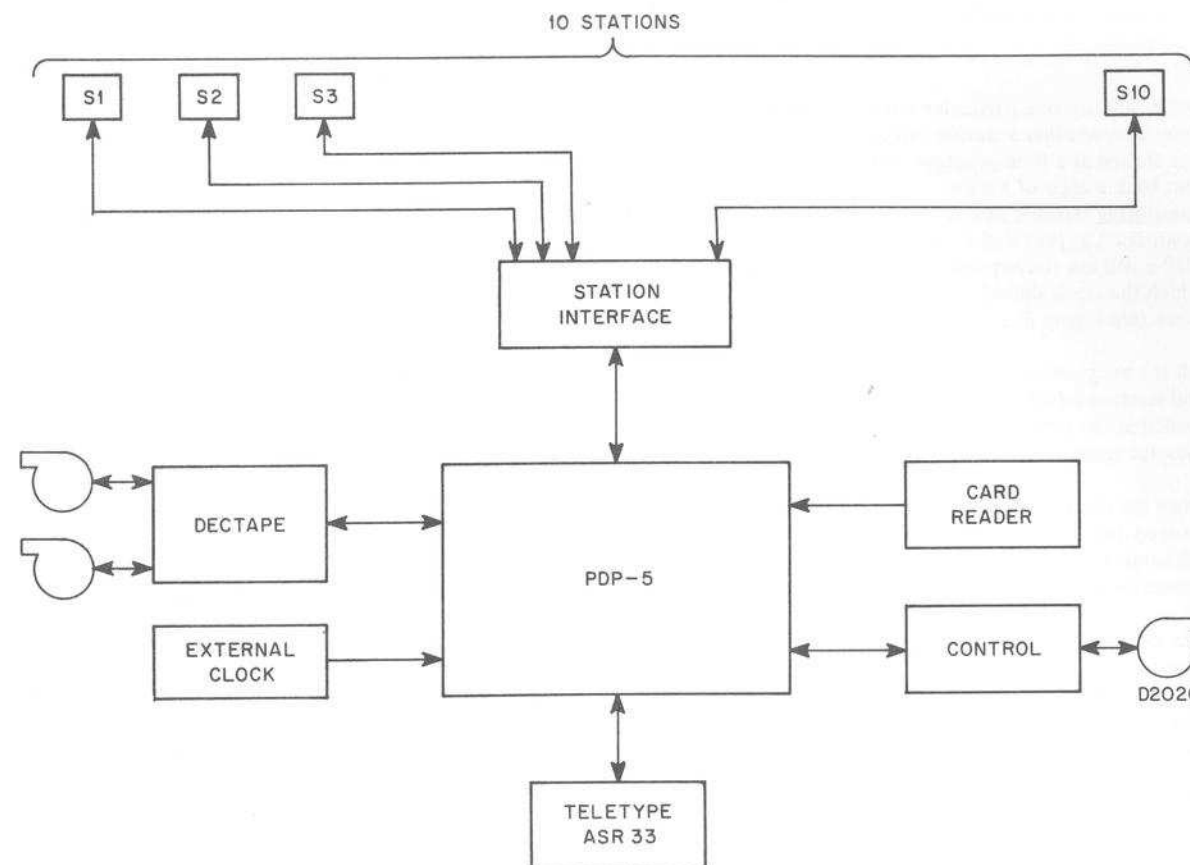 10 STATIONS
S1
S2
S3
S10
STATION
INTERFACE
DECTAPE
PDP-5
CARD
READER
EXTERNAL
CLOCK
CONTROL
TELETYPE
ASR 33